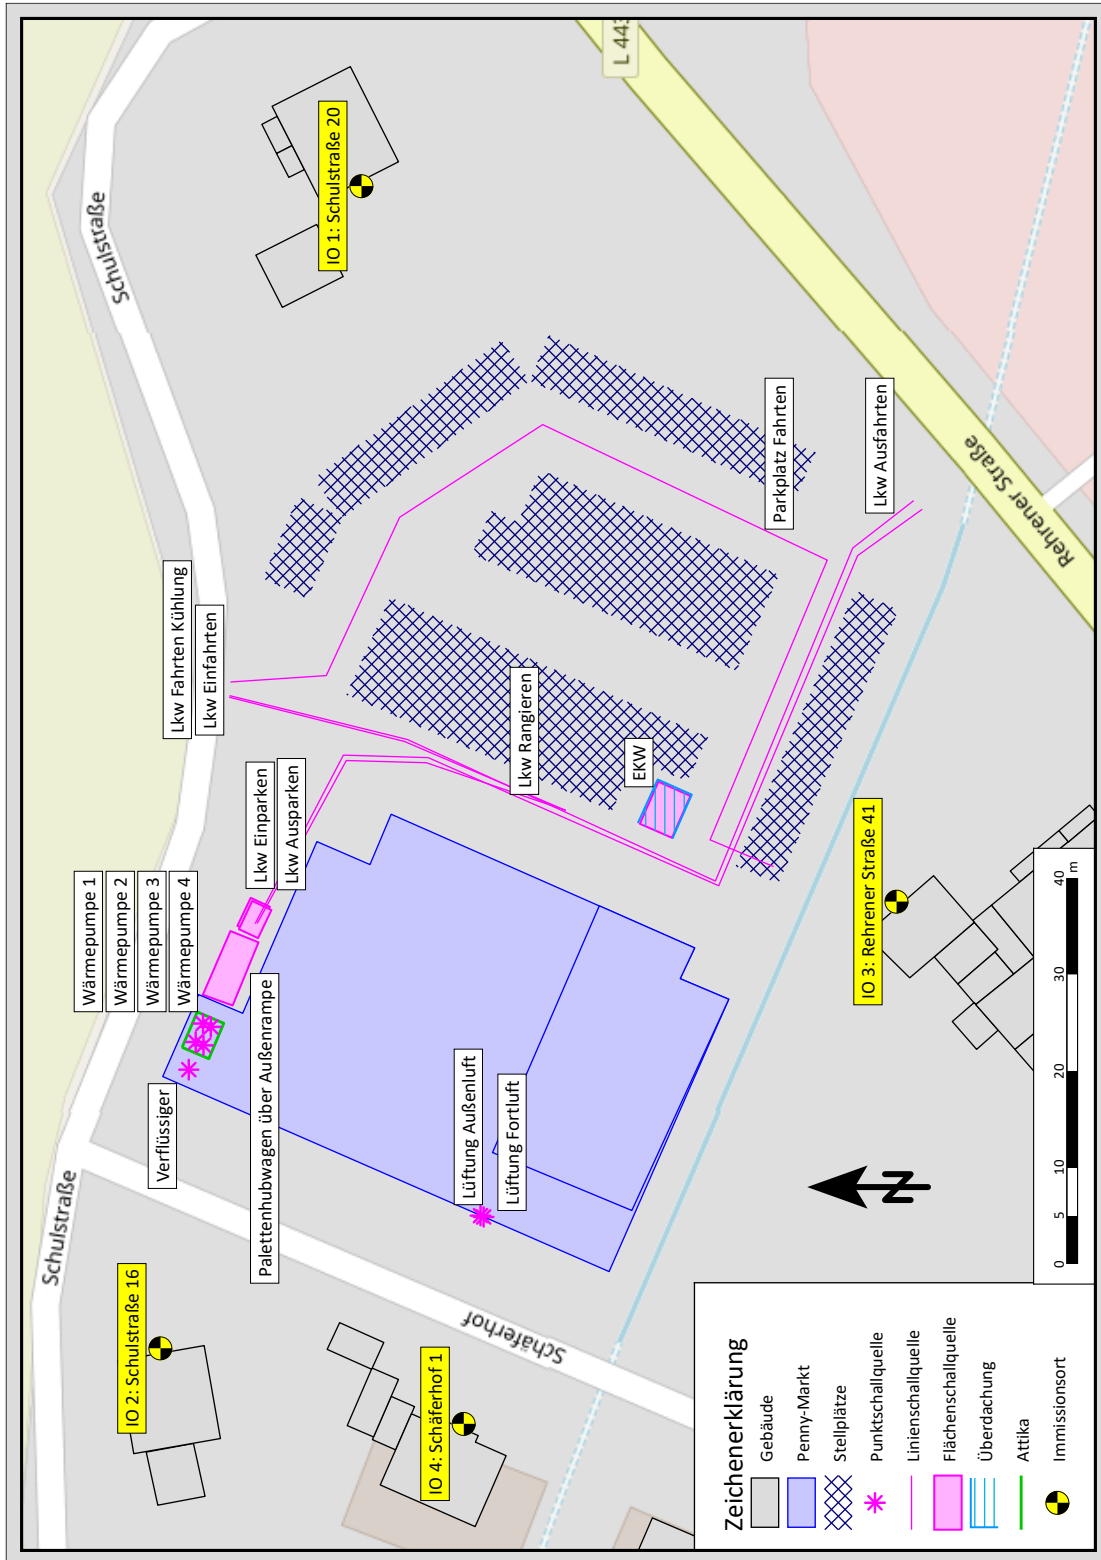 Schulstraße
Schulstraße
Schäferhof
Rehrener Straße
L 443
IO 1: Schulstraße 20
IO 2: Schulstraße 16
IO 3: Rehrener Straße 41
IO 4: Schäferhof 1
Wärmepumpe 1
Wärmepumpe 2
Wärmepumpe 3
Wärmepumpe 4
Verflüssiger
Lkw Fahrten Kühlung
Lkw Einfahrten
Lkw Einparken
Lkw Ausparken
Palettenhubwagen über Außenrampe
Lüftung Außenluft
Lüftung Fortluft
Lkw Rangieren
EKW
Parkplatz Fahrten
Lkw Ausfahrten
N
Zeichenerklärung
Gebäude
Penny-Markt
Stellplätze
Punktschallquelle
Linienschallquelle
Flächenschallquelle
Überdachung
Attika
Immissionsort
0 5 10 20 30 40
m